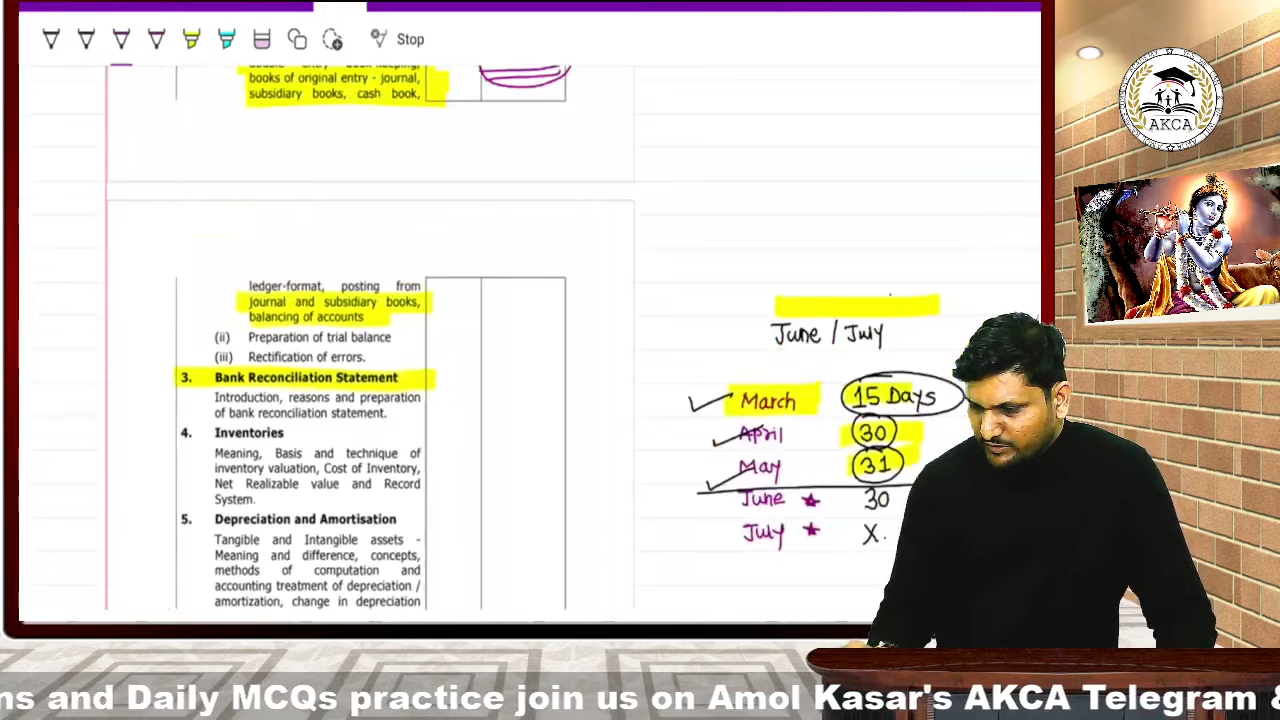 Stop
books of original entry - journal,
subsidiary books, cash book,
AKCA
ledger-format, posting from
journal and subsidiary books,
balancing of accounts
(ii) Preparation of trial balance
(iii) Rectification of errors.
3. Bank Reconciliation Statement
Introduction, reasons and preparation
of bank reconciliation statement.
4. Inventories
Meaning, Basis and technique of
inventory valuation, Cost of Inventory,
Net Realizable value and Record
System.
5. Depreciation and Amortisation
Tangible and Intangible assets -
Meaning and difference, concepts,
methods of computation and
accounting treatment of depreciation /
amortization, change in depreciation
June / July
March 15 Days
April 30
May 31
June ★ 30
July ★ X.
ns and Daily MCQs practice join us on Amol Kasar's AKCA Telegram &